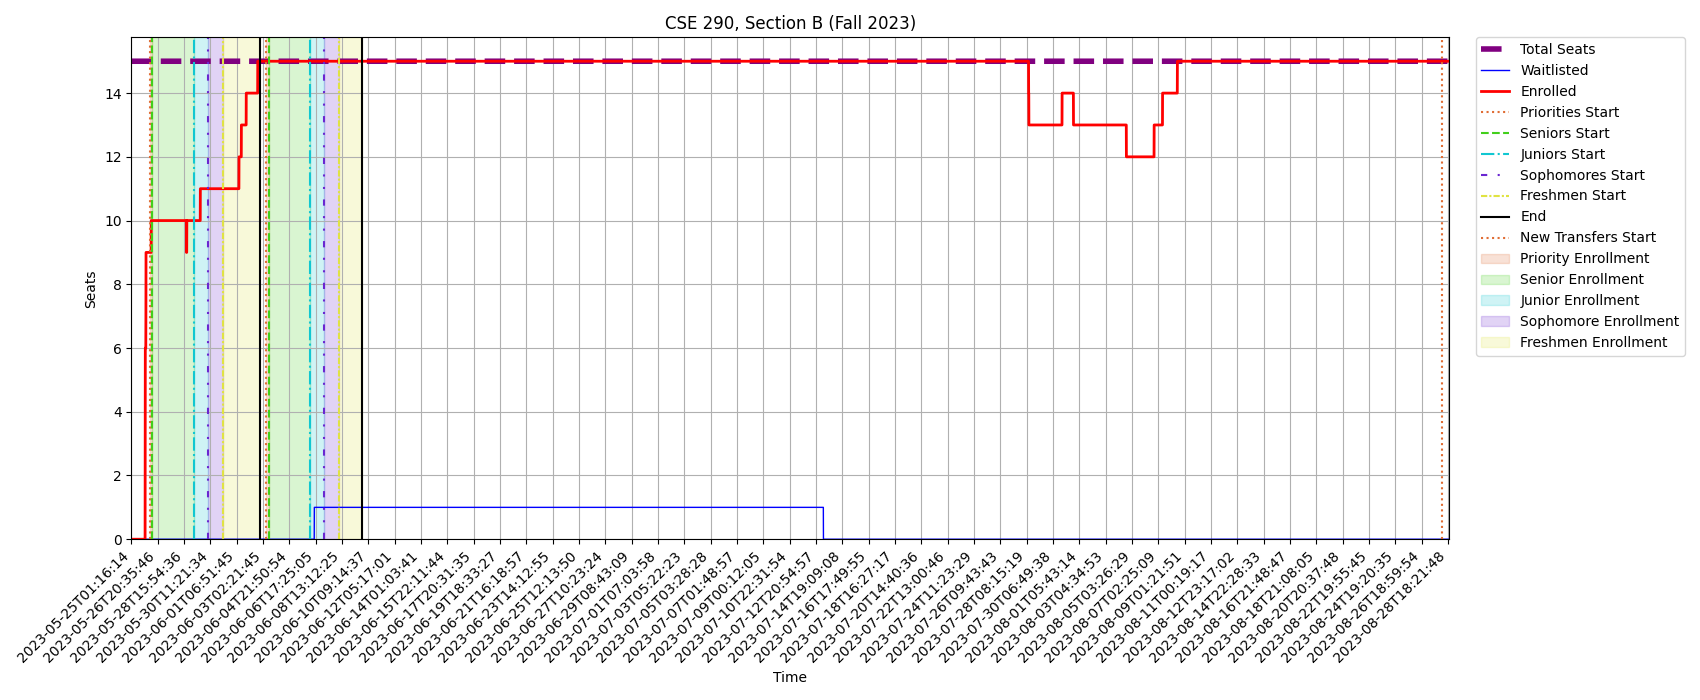 CSE 290, Section B (Fall 2023)
Seats
14
12
10
8
6
4
2
0
2023-05-25T01:16:14
2023-05-26T20:35:46
2023-05-28T15:54:36
2023-05-30T11:21:34
2023-06-01T06:51:45
2023-06-03T02:21:45
2023-06-04T21:50:54
2023-06-06T17:25:05
2023-06-08T13:12:25
2023-06-10T09:14:37
2023-06-12T05:17:01
2023-06-14T01:03:41
2023-06-15T22:11:44
2023-06-17T20:31:35
2023-06-19T18:33:27
2023-06-21T16:18:57
2023-06-23T14:12:55
2023-06-25T12:13:50
2023-06-27T10:23:24
2023-06-29T08:43:09
2023-07-01T07:03:58
2023-07-03T05:22:23
2023-07-05T03:28:28
2023-07-07T01:48:57
2023-07-09T00:12:05
2023-07-10T22:31:54
2023-07-12T20:54:57
2023-07-14T19:09:08
2023-07-16T17:49:55
2023-07-18T16:27:17
2023-07-20T14:40:36
2023-07-22T13:00:46
2023-07-24T11:23:29
2023-07-26T09:43:43
2023-07-28T08:15:19
2023-07-30T06:49:38
2023-08-01T05:43:14
2023-08-03T04:34:53
2023-08-05T03:26:29
2023-08-07T02:25:09
2023-08-09T01:21:51
2023-08-11T00:19:17
2023-08-12T23:17:02
2023-08-14T22:28:33
2023-08-16T21:48:47
2023-08-18T21:08:05
2023-08-20T20:37:48
2023-08-22T19:55:45
2023-08-24T19:20:35
2023-08-26T18:59:54
2023-08-28T18:21:48
Time
Total Seats
Waitlisted
Enrolled
Priorities Start
Seniors Start
Juniors Start
Sophomores Start
Freshmen Start
End
New Transfers Start
Priority Enrollment
Senior Enrollment
Junior Enrollment
Sophomore Enrollment
Freshmen Enrollment